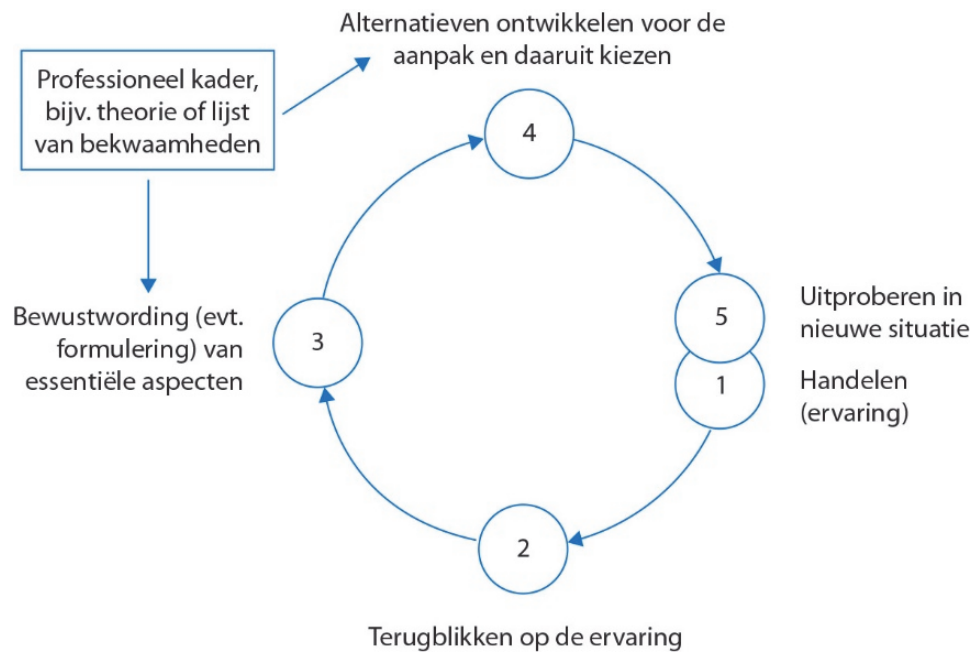 Alternatieven ontwikkelen voor de
aanpak en daaruit kiezen
Professioneel kader,
bijv. theorie of lijst
van bekwaamheden
4
Bewustwording (evt.
formulering) van
essentiële aspecten
3
5
Uitproberen in
nieuwe situatie
1
Handelen
(ervaring)
2
Terugblikken op de ervaring